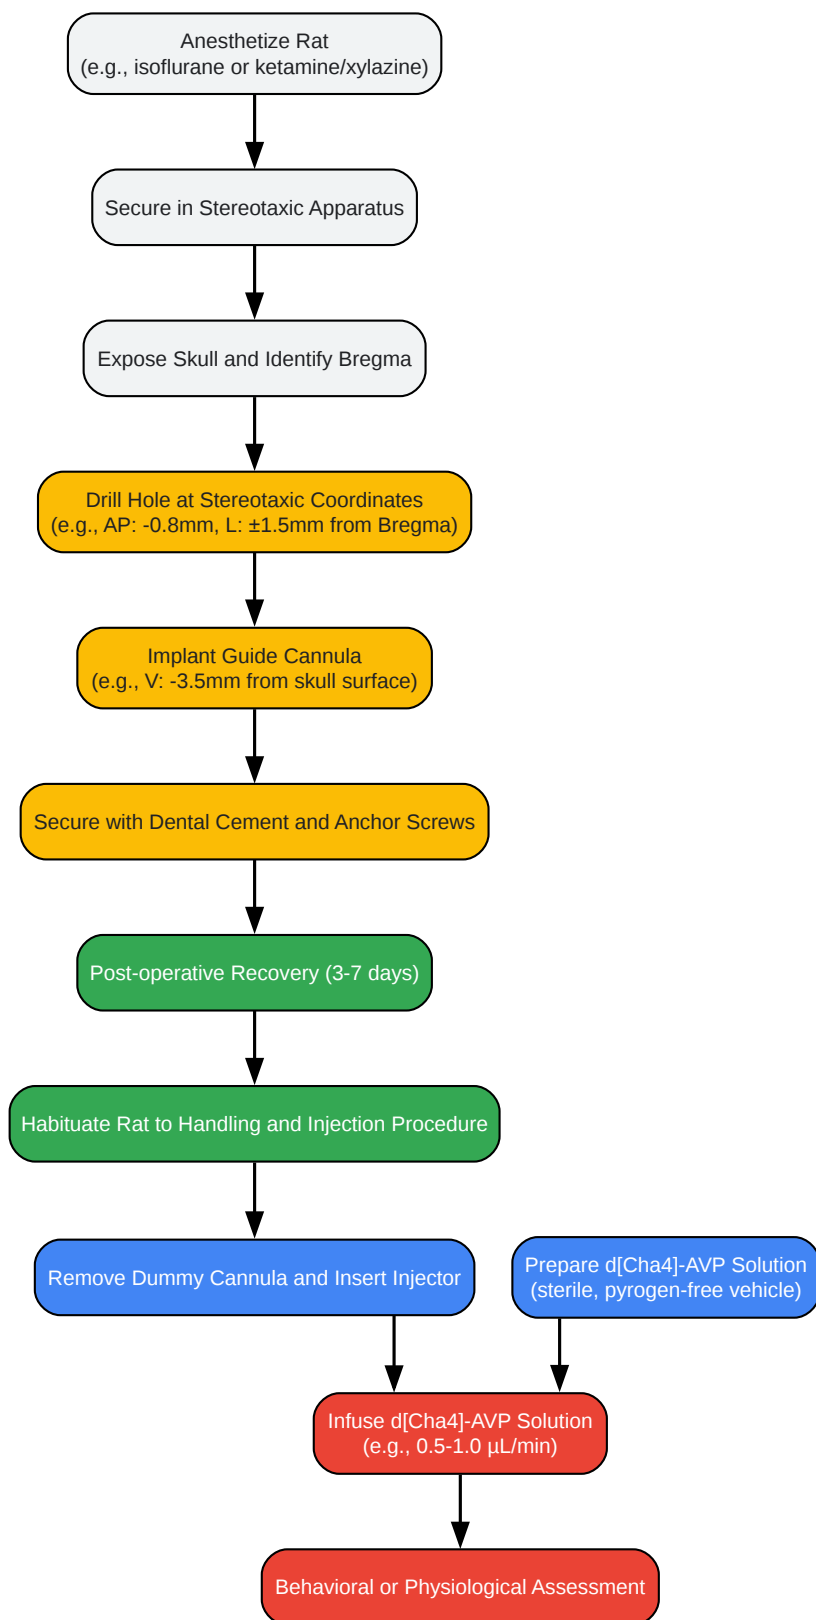 Anesthetize Rat
(e.g., isoflurane or ketamine/xylazine)
Secure in Stereotaxic Apparatus
Expose Skull and Identify Bregma
Drill Hole at Stereotaxic Coordinates
(e.g., AP: -0.8mm, L: ±1.5mm from Bregma)
Implant Guide Cannula
(e.g., V: -3.5mm from skull surface)
Secure with Dental Cement and Anchor Screws
Post-operative Recovery (3-7 days)
Habituate Rat to Handling and Injection Procedure
Remove Dummy Cannula and Insert Injector
Prepare d[Cha4]-AVP Solution
(sterile, pyrogen-free vehicle)
Infuse d[Cha4]-AVP Solution
(e.g., 0.5-1.0 µL/min)
Behavioral or Physiological Assessment